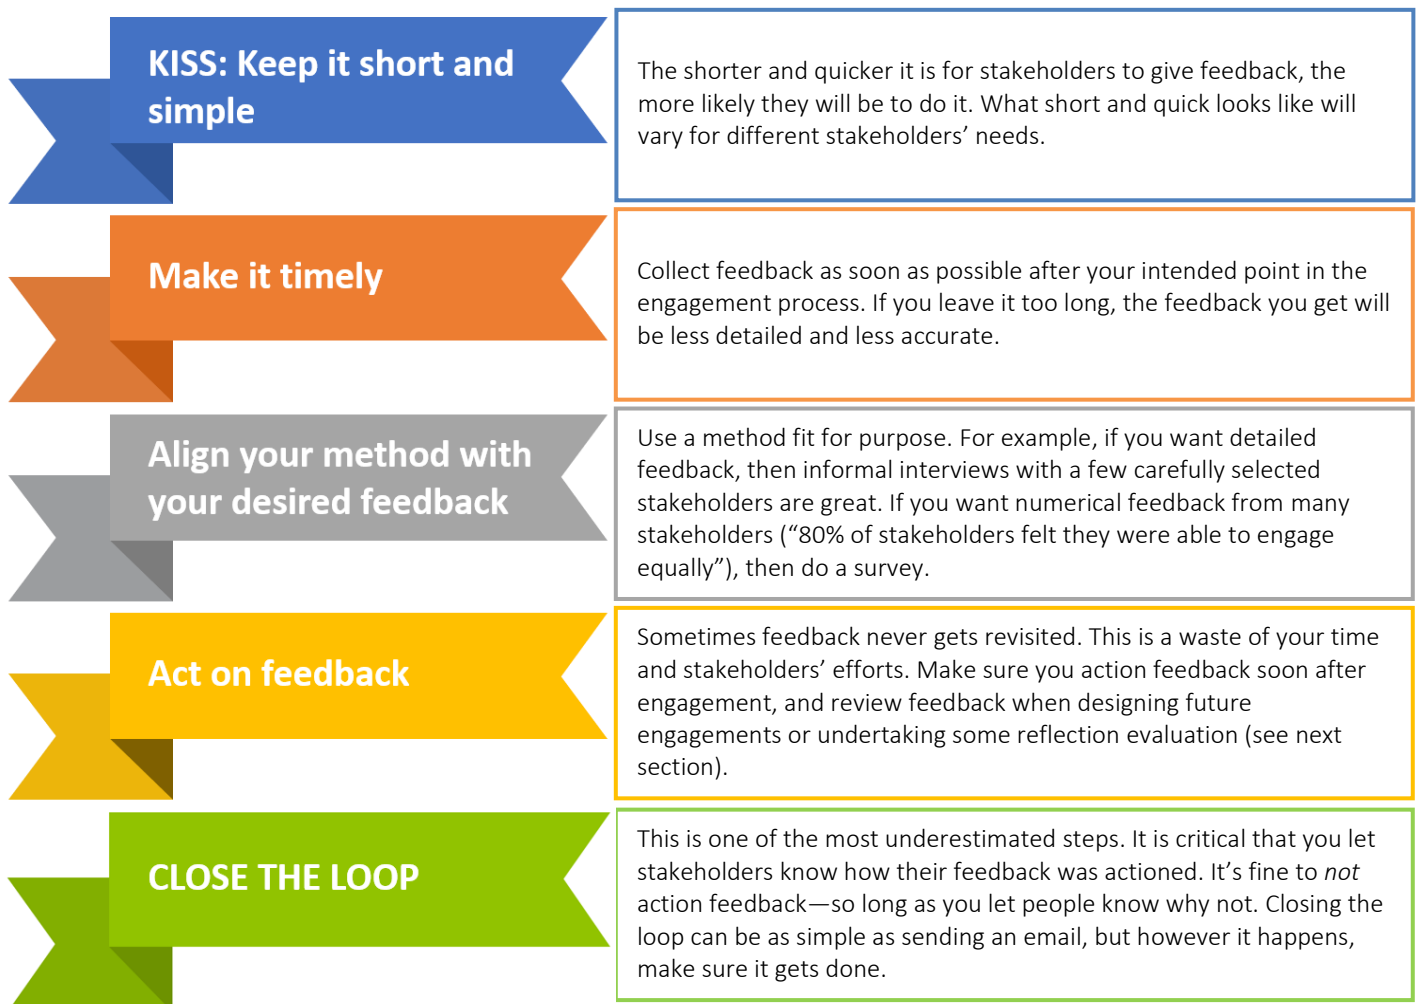 KISS: Keep it short and
simple
The shorter and quicker it is for stakeholders to give feedback, the
more likely they will be to do it. What short and quick looks like will
vary for different stakeholders’ needs.
Make it timely
Collect feedback as soon as possible after your intended point in the
engagement process. If you leave it too long, the feedback you get will
be less detailed and less accurate.
Align your method with
your desired feedback
Use a method fit for purpose. For example, if you want detailed
feedback, then informal interviews with a few carefully selected
stakeholders are great. If you want numerical feedback from many
stakeholders (“80% of stakeholders felt they were able to engage
equally”), then do a survey.
Act on feedback
Sometimes feedback never gets revisited. This is a waste of your time
and stakeholders’ efforts. Make sure you action feedback soon after
engagement, and review feedback when designing future
engagements or undertaking some reflection evaluation (see next
section).
CLOSE THE LOOP
This is one of the most underestimated steps. It is critical that you let
stakeholders know how their feedback was actioned. It’s fine to not
action feedback—so long as you let people know why not. Closing the
loop can be as simple as sending an email, but however it happens,
make sure it gets done.